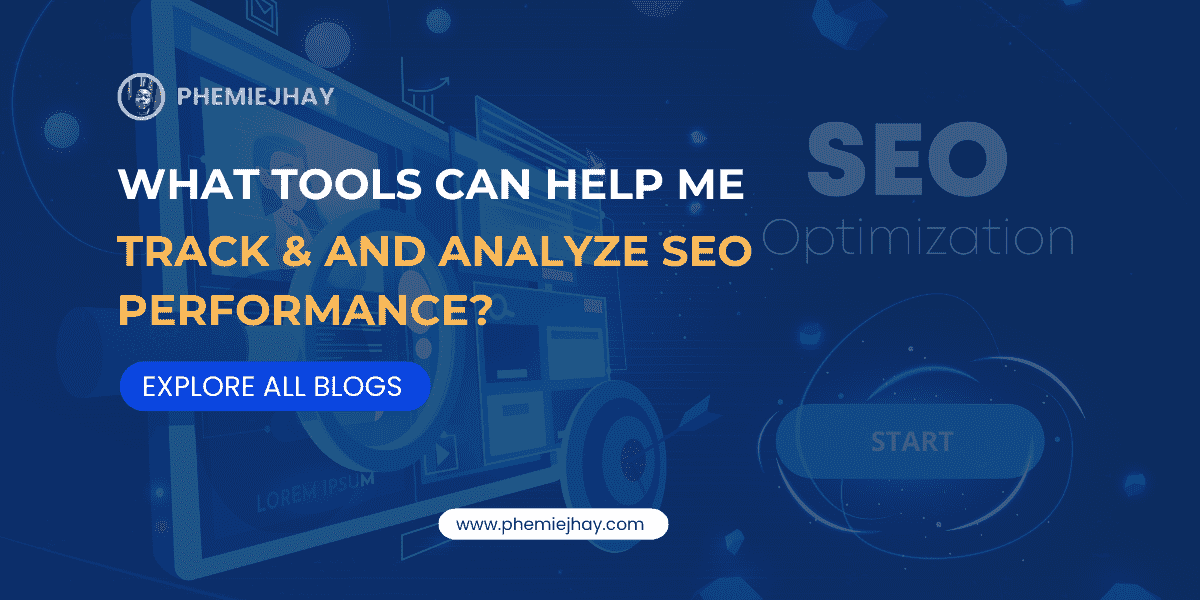 PHEMIEJHAY
WHAT TOOLS CAN HELP ME
TRACK & AND ANALYZE SEO
PERFORMANCE?
EXPLORE ALL BLOGS
www.phemiejhay.com
SEO
Optimization
START
LOREM IPSUM